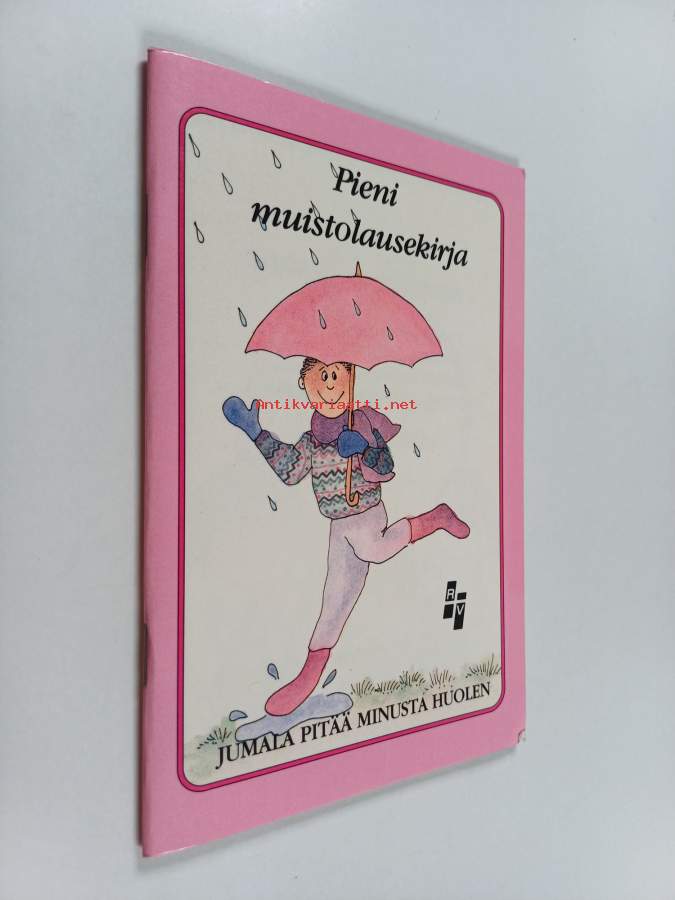 Pieni
muistolausekirja
Antikvariaatti.net
R
V
JUMALA PITÄÄ MINUSTA HUOLEN